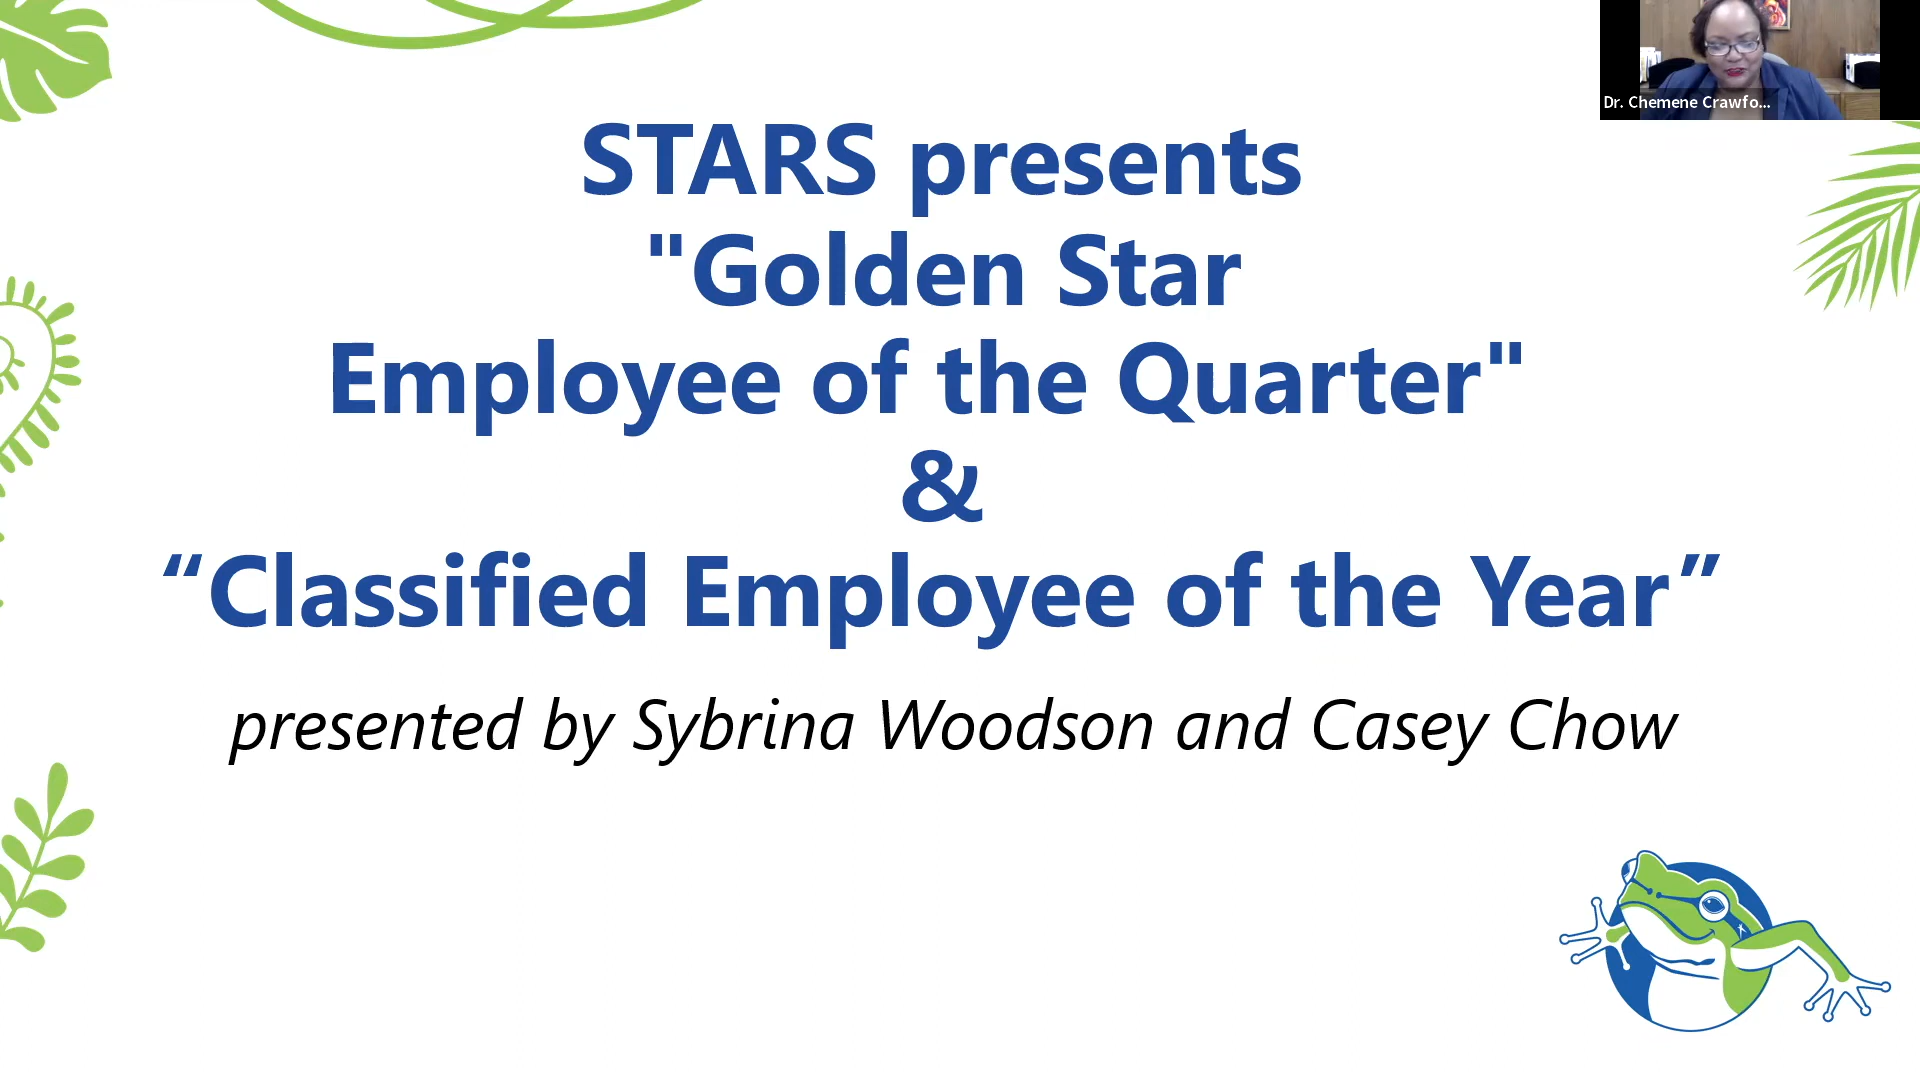 Dr. Chemene Crawfo...
STARS presents
"Golden Star
Employee of the Quarter"
&
“Classified Employee of the Year”
presented by Sybrina Woodson and Casey Chow